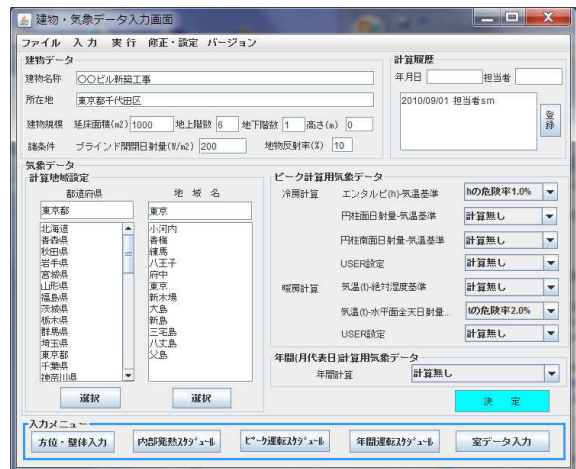 建物・気象データ入力画面
ファイル 入力 実行 修正・設定 バージョン
建物データ
建物名称 〇〇ビル新築工事
所在地 東京都千代田区
建物規模 延床面積(m2) 1000 地上階数 6 地下階数 1 高さ(m) 0
諸条件 ブラインド開閉日射量(W/m2) 200 地物反射率(%) 10
計算履歴
年月日 担当者
2010/09/01 担当者sm
登録
気象データ
計算地域設定
都道府県 地域名
東京都 東京
北海道
青森県
秋田県
岩手県
宮城県
山形県
福島県
茨城県
栃木県
群馬県
埼玉県
東京都
千葉県
神奈川県
小河内
青梅
練馬
八王子
府中
東京
新木場
大島
新島
三宅島
八丈島
父島
選択 選択
ピーク計算用気象データ
冷房計算 エンタルピ(h)-気温基準 hの危険率1.0%
円柱面日射量-気温基準 計算無し
円柱南面日射量-気温基準 計算無し
USER設定 計算無し
暖房計算 気温(t)-絶対湿度基準 計算無し
気温(t)-水平面全天日射量... tの危険率2.0%
USER設定 計算無し
年間(月代表日)計算用気象データ
年間計算 計算無し
決 定
入力メニュー
方位・壁体入力 内部発熱スケジュール ピーク運転スケジュール 年間運転スケジュール 室データ入力